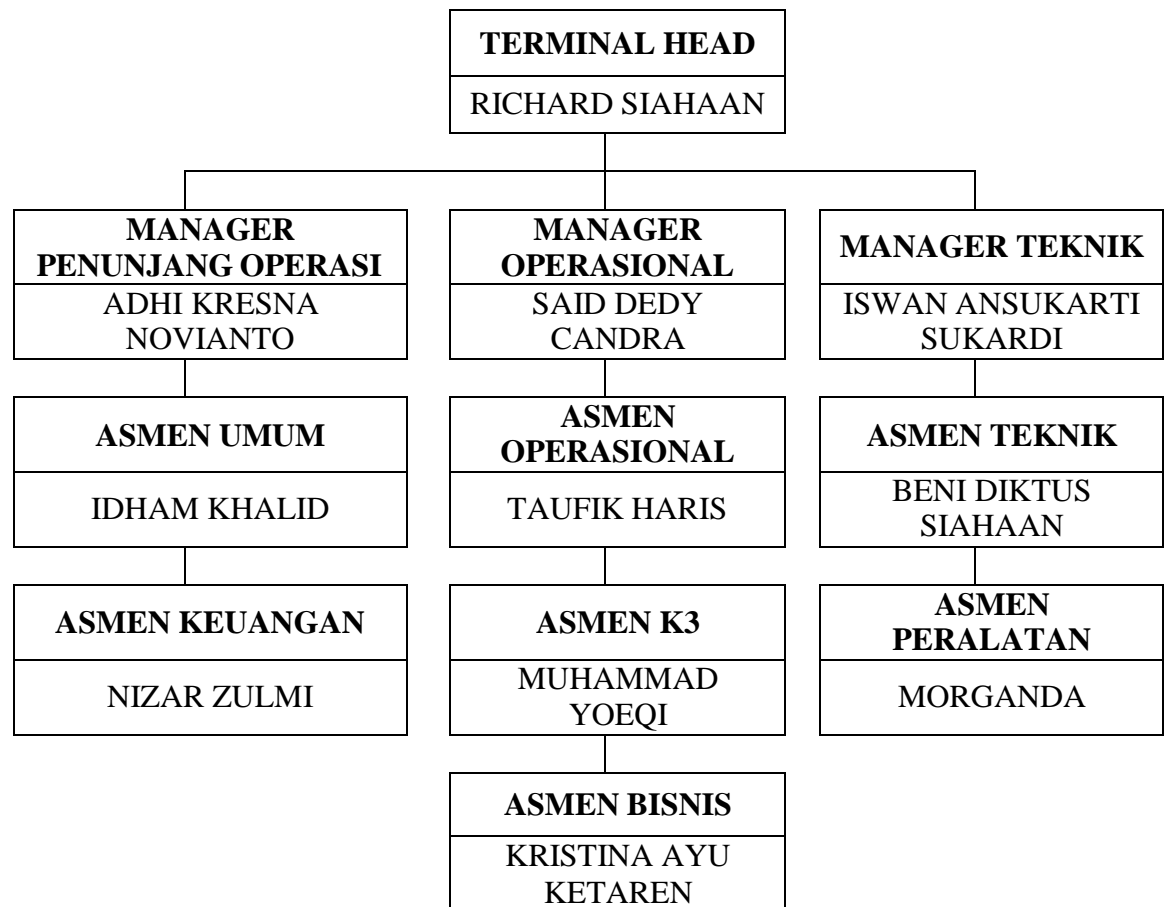 TERMINAL HEAD
RICHARD SIAHAAN
MANAGER
PENUNJANG OPERASI
ADHI KRESNA
NOVIANTO
MANAGER
OPERASIONAL
SAID DEDY
CANDRA
MANAGER TEKNIK
ISWAN ANSUKARTI
SUKARDI
ASMEN UMUM
IDHAM KHALID
ASMEN
OPERASIONAL
TAUFIK HARIS
ASMEN TEKNIK
BENI DIKTUS
SIAHAAN
ASMEN KEUANGAN
NIZAR ZULMI
ASMEN K3
MUHAMMAD
YOEQI
ASMEN
PERALATAN
MORGANDA
ASMEN BISNIS
KRISTINA AYU
KETAREN